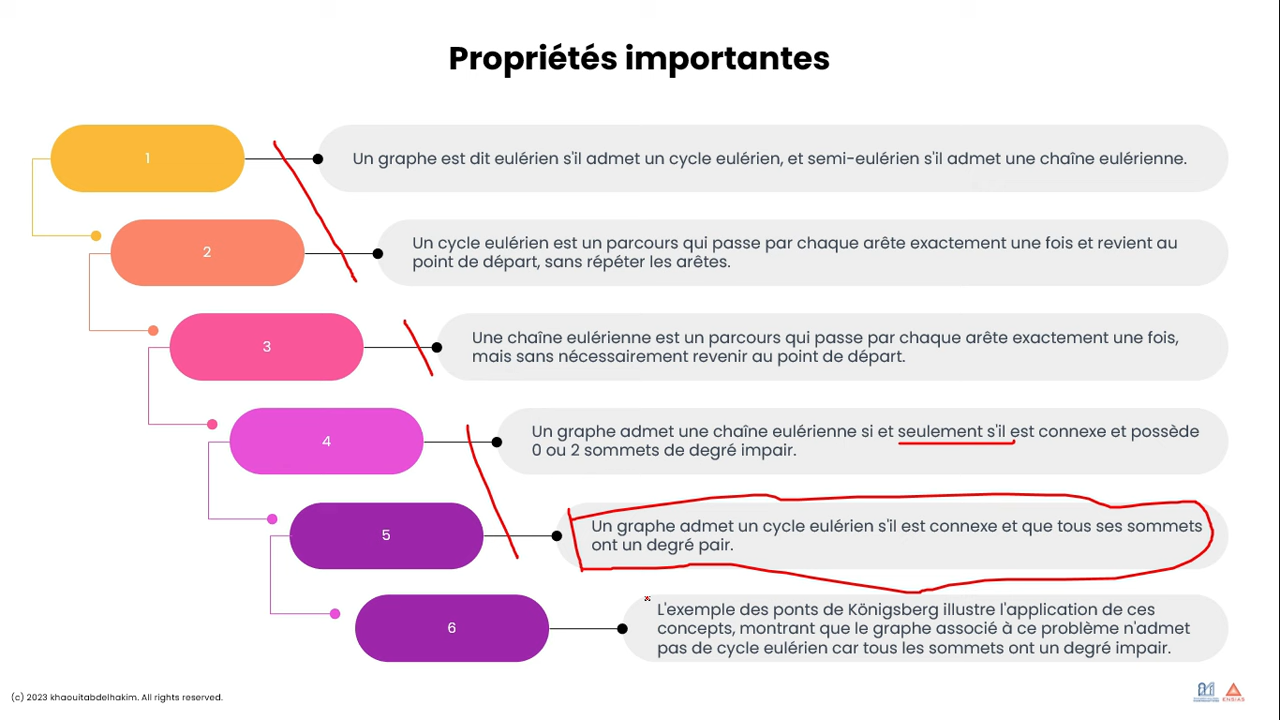 Propriétés importantes
1
Un graphe est dit eulérien s'il admet un cycle eulérien, et semi-eulérien s'il admet une chaîne eulérienne.
2
Un cycle eulérien est un parcours qui passe par chaque arête exactement une fois et revient au
point de départ, sans répéter les arêtes.
3
Une chaîne eulérienne est un parcours qui passe par chaque arête exactement une fois,
mais sans nécessairement revenir au point de départ.
4
Un graphe admet une chaîne eulérienne si et seulement s'il est connexe et possède
0 ou 2 sommets de degré impair.
5
Un graphe admet un cycle eulérien s'il est connexe et que tous ses sommets
ont un degré pair.
6
L'exemple des ponts de Königsberg illustre l'application de ces
concepts, montrant que le graphe associé à ce problème n'admet
pas de cycle eulérien car tous les sommets ont un degré impair.
(c) 2023 khaouitabdelhakim. All rights reserved.
ENSIAS